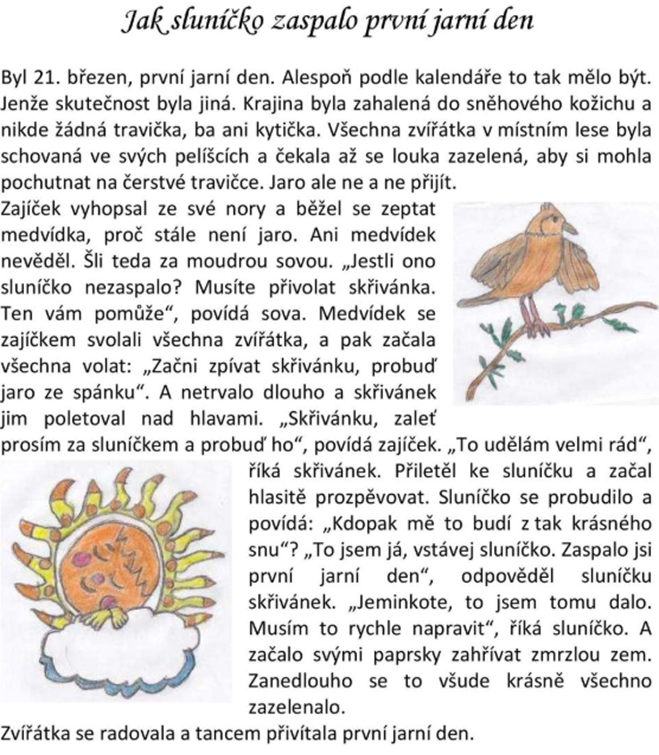 Jak sluníčko zaspalo první jarní den
Byl 21. březen, první jarní den. Alespoň podle kalendáře to tak mělo být.
Jenže skutečnost byla jiná. Krajina byla zahalená do sněhového kožichu a
nikde žádná travička, ba ani kytička. Všechna zvířátka v místním lese byla
schovaná ve svých pelíšcích a čekala až se louka zazelená, aby si mohla
pochutnat na čerstvé travičce. Jaro ale ne a ne přijít.
Zajíček vyhopsal ze své nory a běžel se zeptat
medvídka, proč stále není jaro. Ani medvídek
nevěděl. Šli teda za moudrou sovou. „Jestli ono
sluníčko nezaspalo? Musíte přivolat skřivánka.
Ten vám pomůže“, povídá sova. Medvídek se
zajíčkem svolali všechna zvířátka, a pak začala
všechna volat: „Začni zpívat skřivánku, probuď
jaro ze spánku“. A netrvalo dlouho a skřivánek
jim poletoval nad hlavami. „Skřivánku, zaleť
prosím za sluníčkem a probuď ho“, povídá zajíček. „To udělám velmi rád“,
říká skřivánek. Přiletěl ke sluníčku a začal
hlasitě prozpěvovat. Sluníčko se probudilo a
povídá: „Kdopak mě to budí z tak krásného
snu“? „To jsem já, vstávej sluníčko. Zaspalo jsi
první jarní den“, odpověděl sluníčku
skřivánek. „Jeminkote, to jsem tomu dalo.
Musím to rychle napravit“, říká sluníčko. A
začalo svými paprsky zahřívat zmrzlou zem.
Zanedlouho se to všude krásně všechno
zazelenalo.
Zvířátka se radovala a tancem přivítala první jarní den.